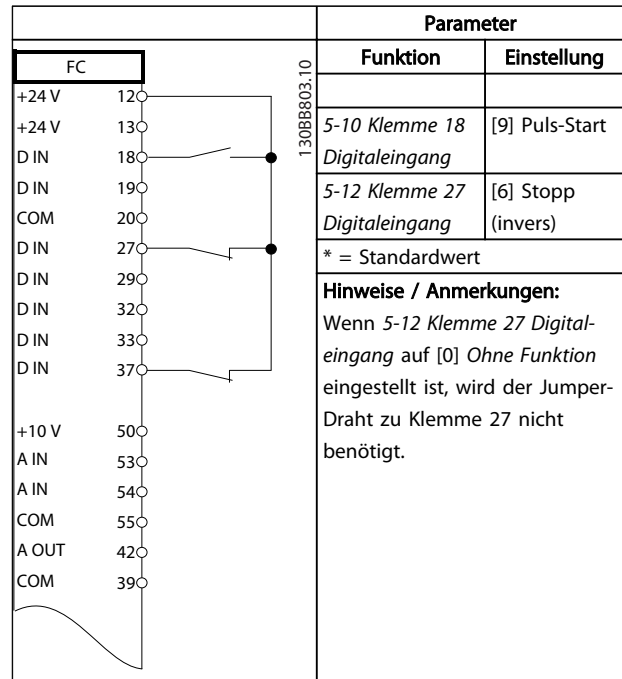 FC
+24 V 12
+24 V 13
D IN 18
D IN 19
COM 20
D IN 27
D IN 29
D IN 32
D IN 33
D IN 37
+10 V 50
A IN 53
A IN 54
COM 55
A OUT 42
COM 39
130BB803.10
Parameter
Funktion Einstellung
5-10 Klemme 18 [9] Puls-Start
Digitaleingang
5-12 Klemme 27 [6] Stopp
Digitaleingang (invers)
* = Standardwert
Hinweise / Anmerkungen:
Wenn 5-12 Klemme 27 Digital-
eingang auf [0] Ohne Funktion
eingestellt ist, wird der Jumper-
Draht zu Klemme 27 nicht
benötigt.